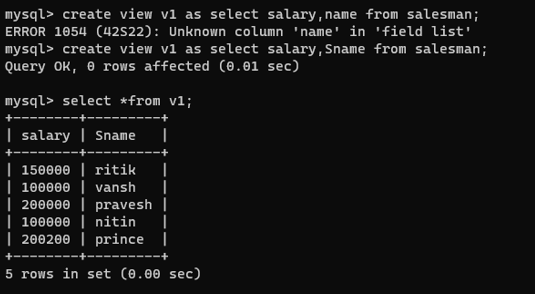 mysql> create view v1 as select salary,name from salesman;
ERROR 1054 (42S22): Unknown column 'name' in 'field list'
mysql> create view v1 as select salary,Sname from salesman;
Query OK, 0 rows affected (0.01 sec)
mysql> select *from v1;
+--------+---------+
| salary | Sname   |
+--------+---------+
| 150000 | ritik   |
| 100000 | vansh   |
| 200000 | pravesh |
| 100000 | nitin   |
| 200200 | prince  |
+--------+---------+
5 rows in set (0.00 sec)